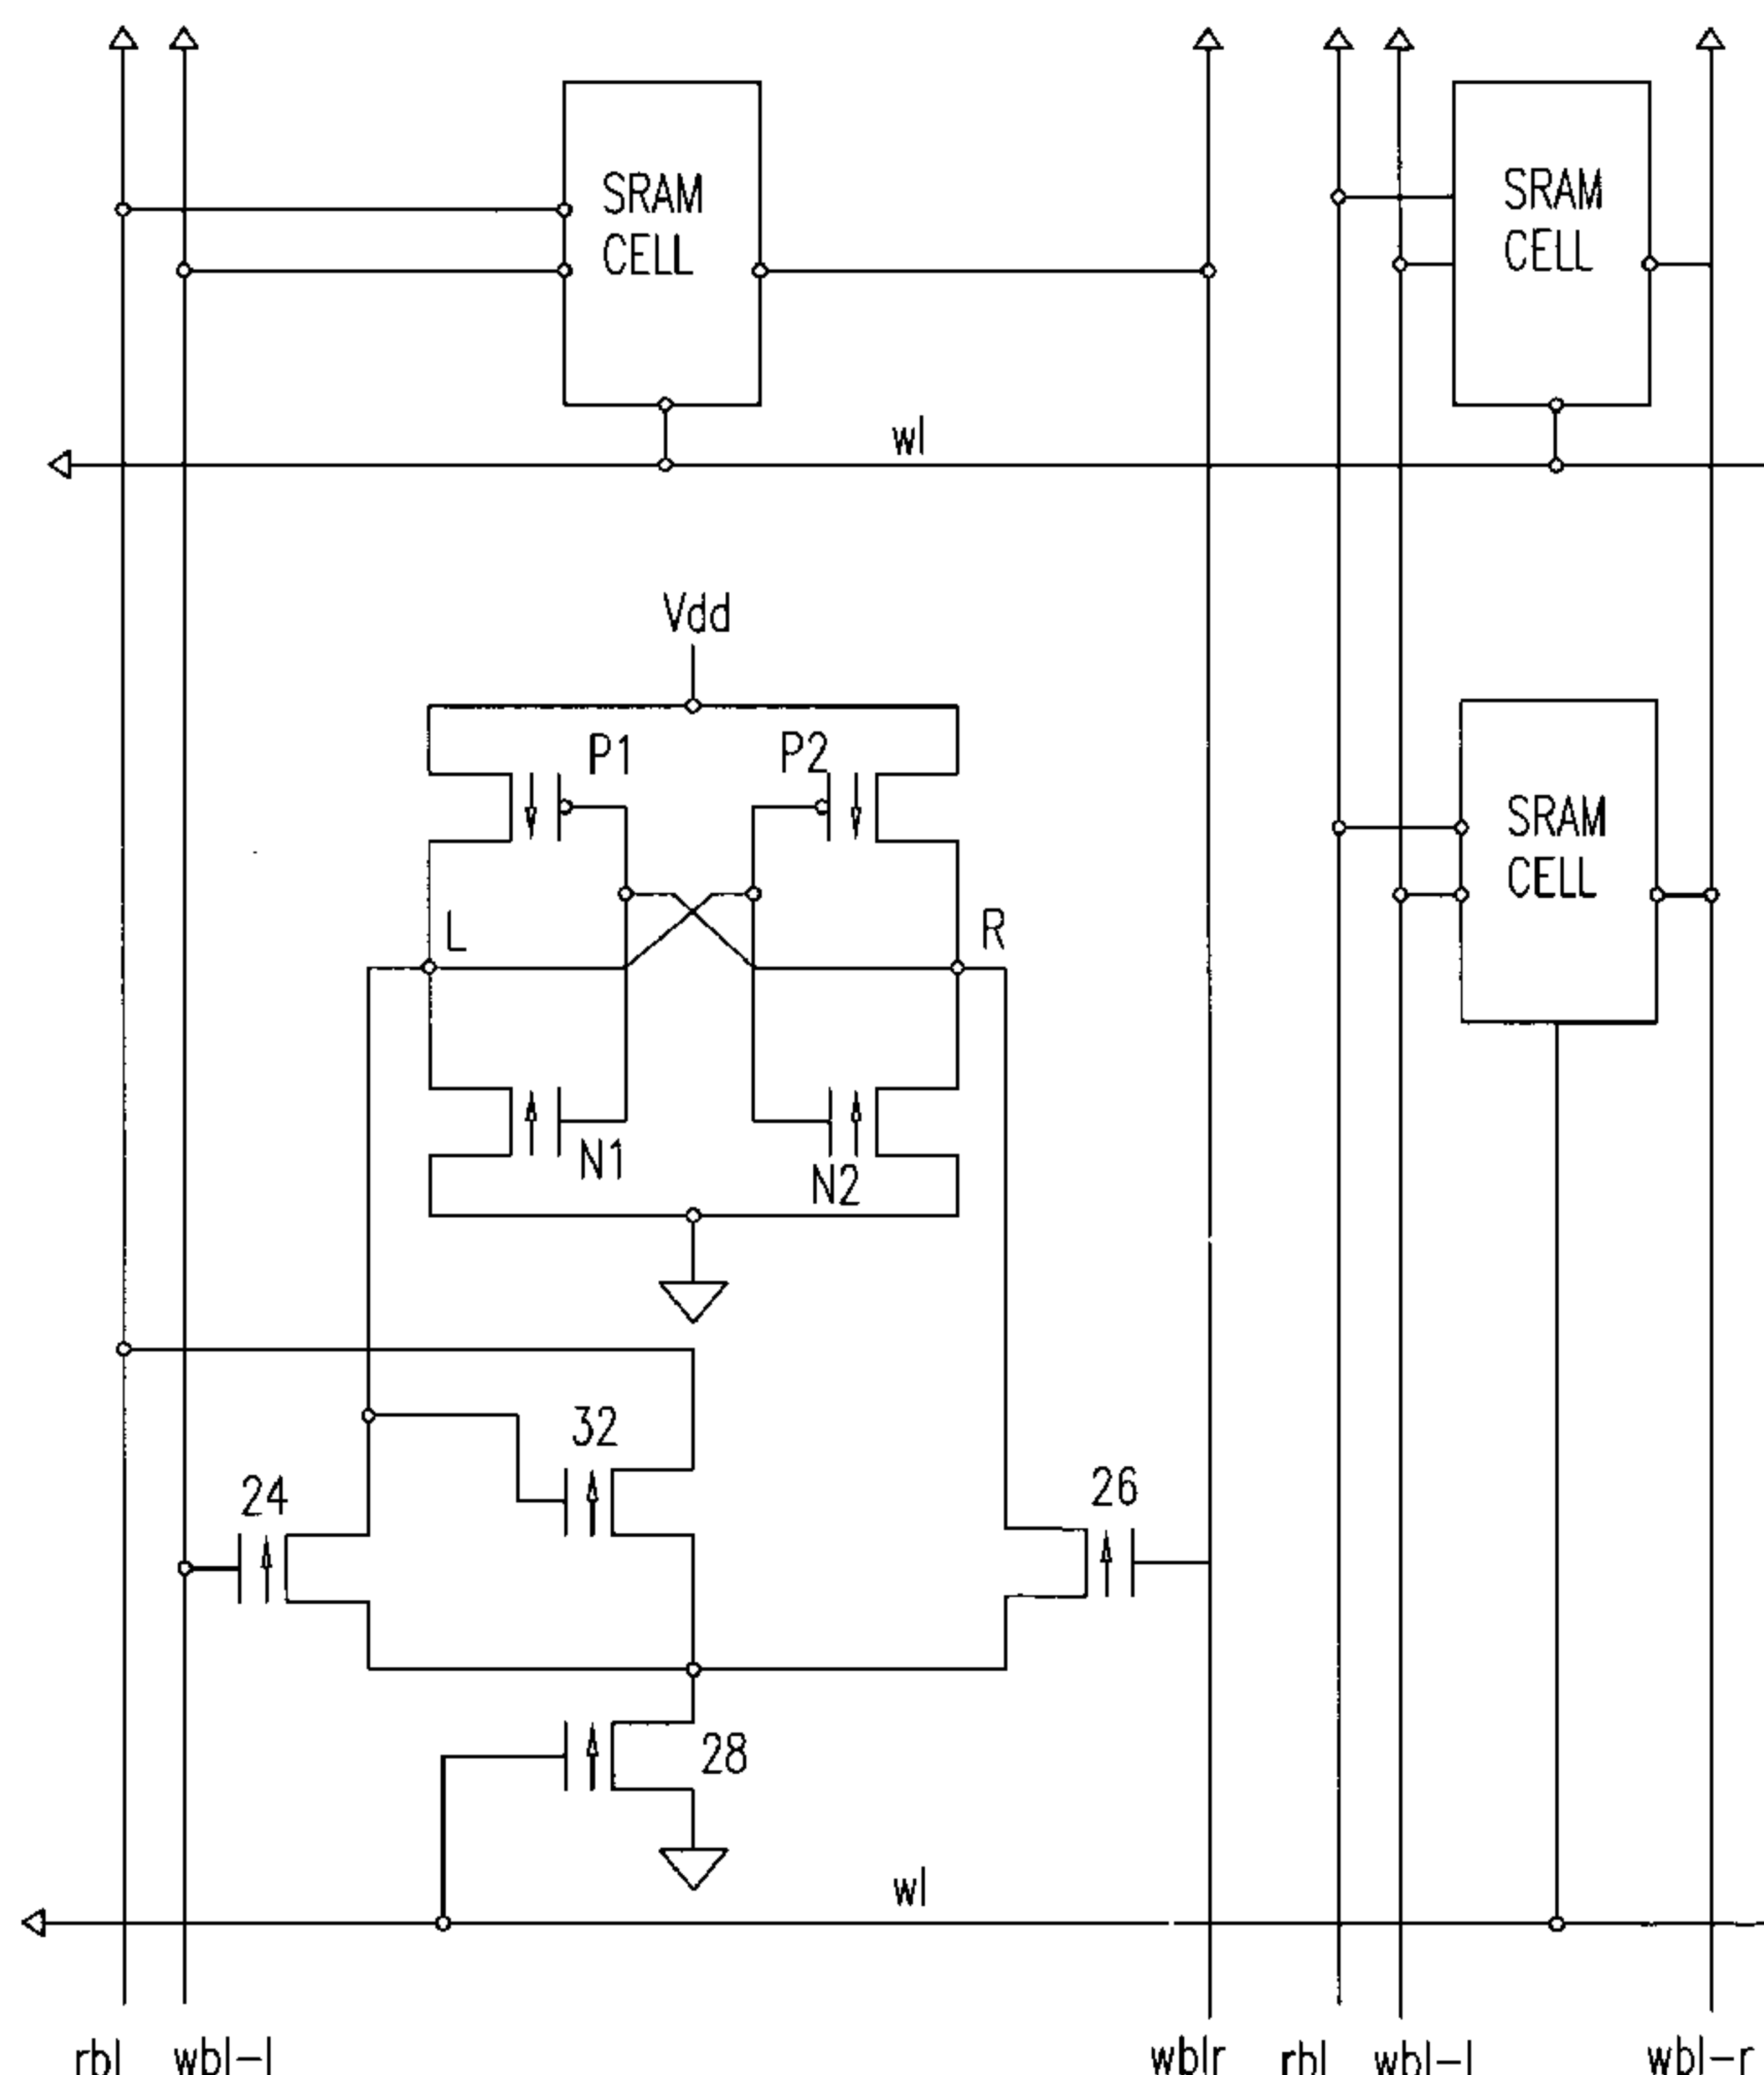 SRAM
CELL
SRAM
CELL
wl
Vdd
P1
P2
SRAM
CELL
L
R
N1
N2
32
24
26
28
wl
rbl
wbl-l
wblr
rbl
wbl-l
wbl-r